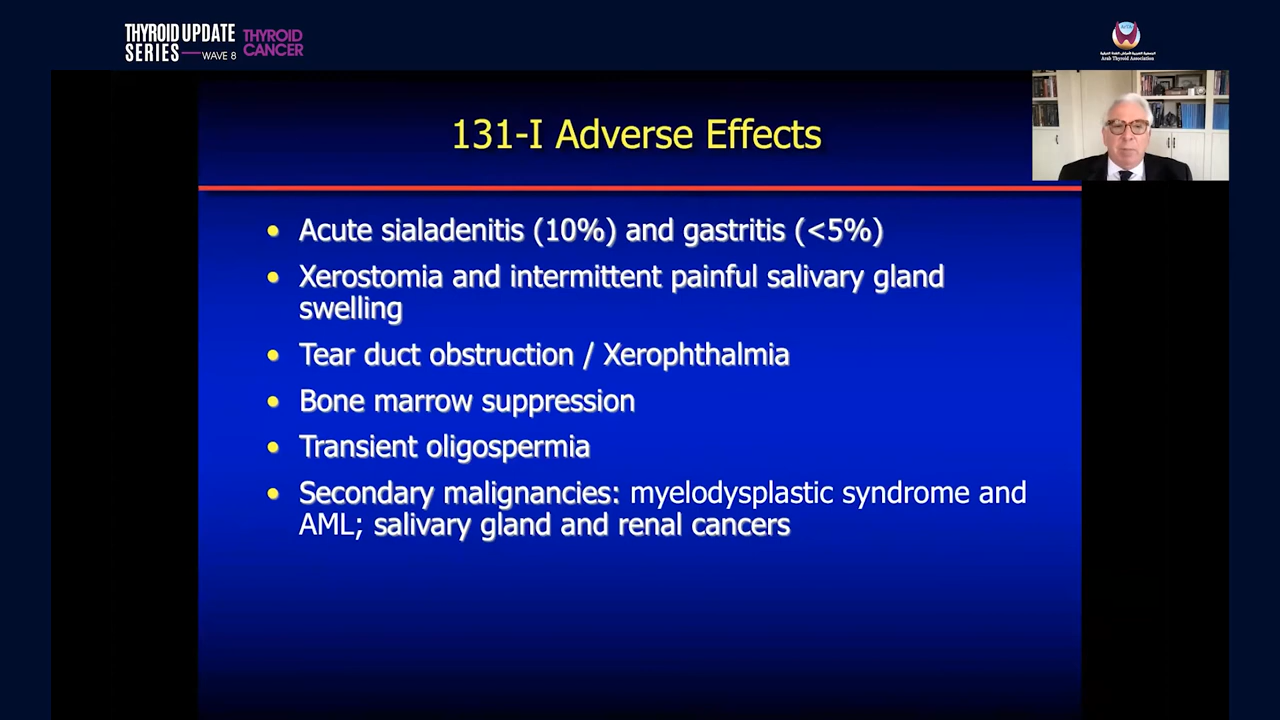 THYROID UPDATE
SERIES — WAVE 8
THYROID
CANCER
Arab Thyroid Association
131-I Adverse Effects
• Acute sialadenitis (10%) and gastritis (<5%)
• Xerostomia and intermittent painful salivary gland
swelling
• Tear duct obstruction / Xerophthalmia
• Bone marrow suppression
• Transient oligospermia
• Secondary malignancies: myelodysplastic syndrome and
AML; salivary gland and renal cancers